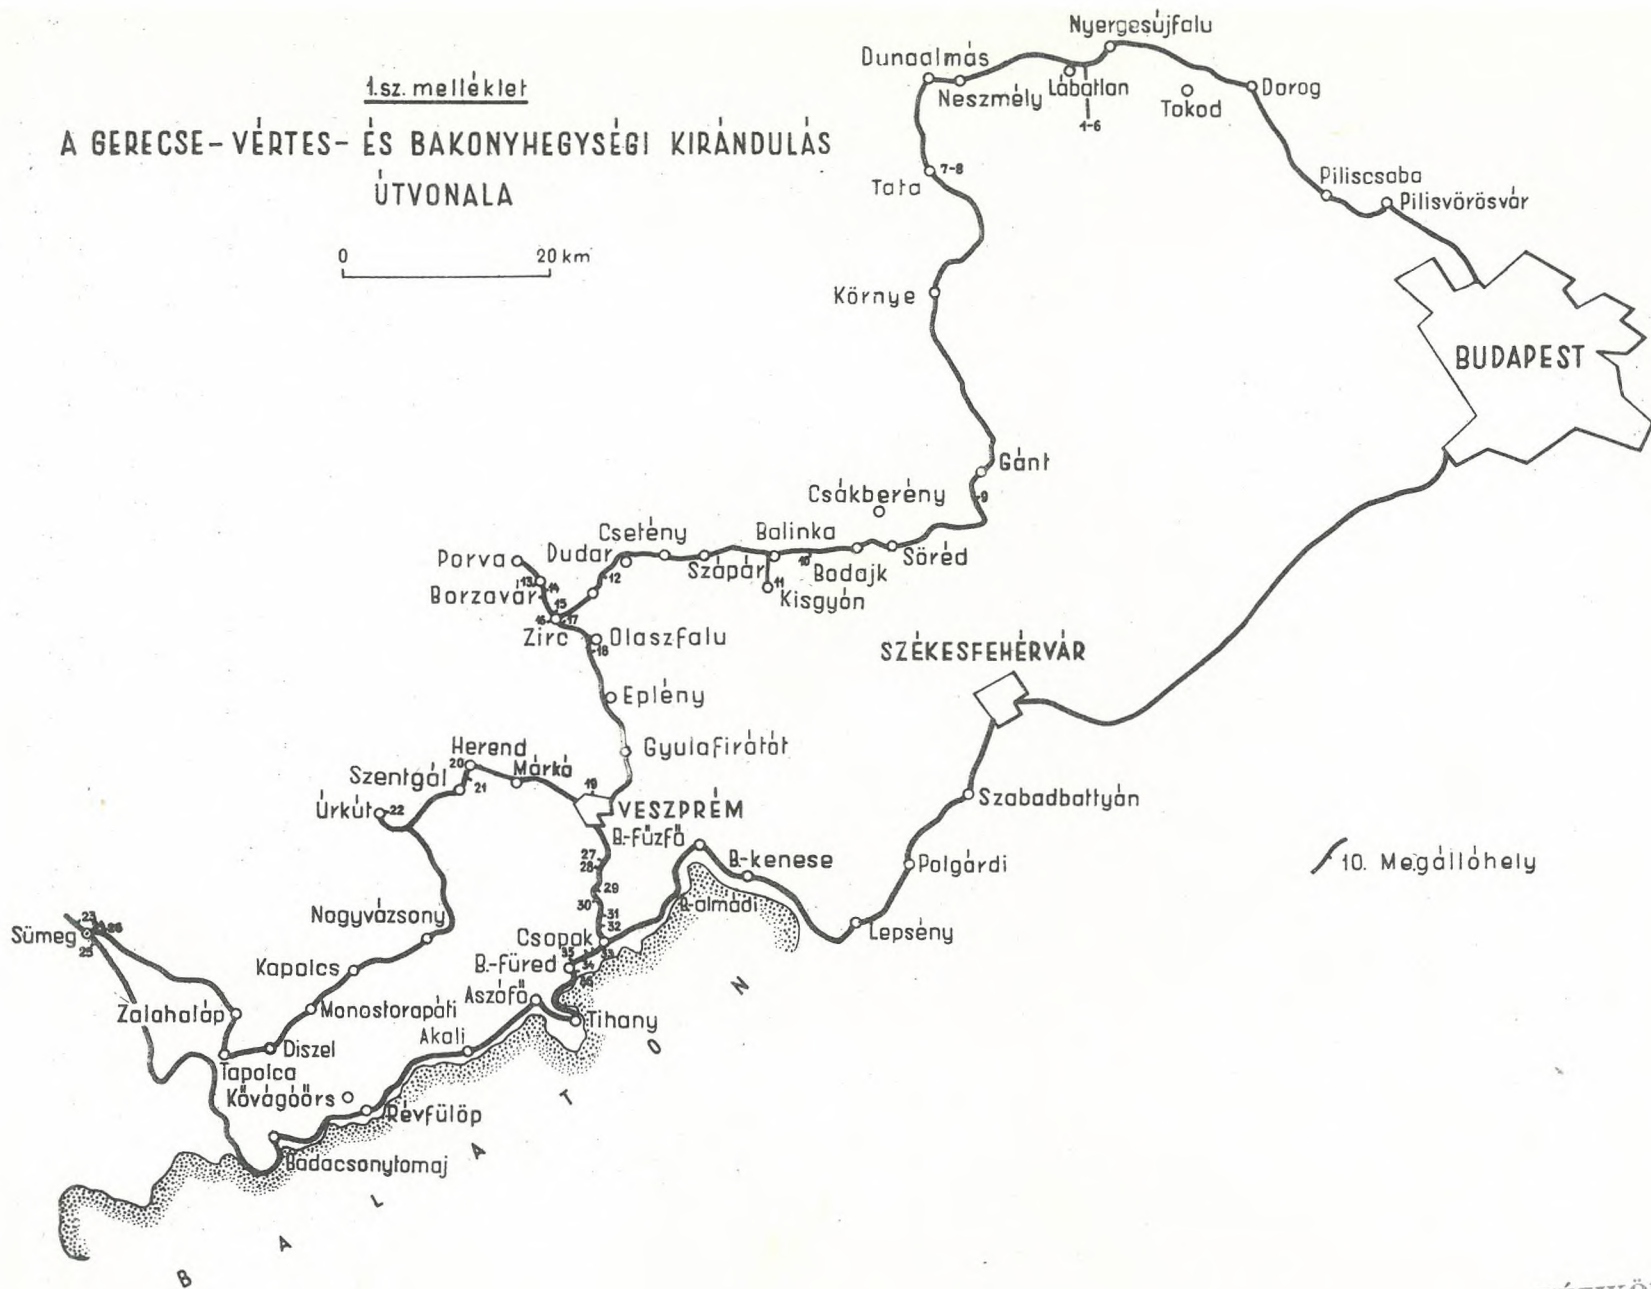 1.sz. melléklet
A GERECSE-VÉRTES- ÉS BAKONYHEGYSÉGI KIRÁNDULÁS
ÚTVONALA
0 20 km
Nyergesújfalu
Dunaalmás
Neszmély
Lábatlan
1-6
Tokod
Dorog
7-8
Tata
Piliscsaba
Pilisvörösvár
Környe
BUDAPEST
Gánt
9
Csákberény
Csetény
Balinka
Porva
Dudar
12
Szápár
10
Bodajk
Söréd
11
Kisgyón
13
14
Borzavár
15
16
17
Zirc
Olaszfalu
18
SZÉKESFEHÉRVÁR
Eplény
Gyulafirátót
Herend
20
Márkó
Szentgál
21
19
VESZPRÉM
Úrkút
22
Szabadbattyán
B.-fűzfő
27
28
B.-kenese
Polgárdi
10. Megállóhely
29
30
B-almádi
31
32
Nagyvázsony
23
26
Sümeg
25
Csopak
Lepsény
35
33
34
B.-füred
Kapolcs
Aszófő
Monostorapáti
Zalahaláp
Tihany
Akali
Diszel
Tapolca
Kővágóörs
Révfülöp
Badacsonytomaj
B A L A T O N